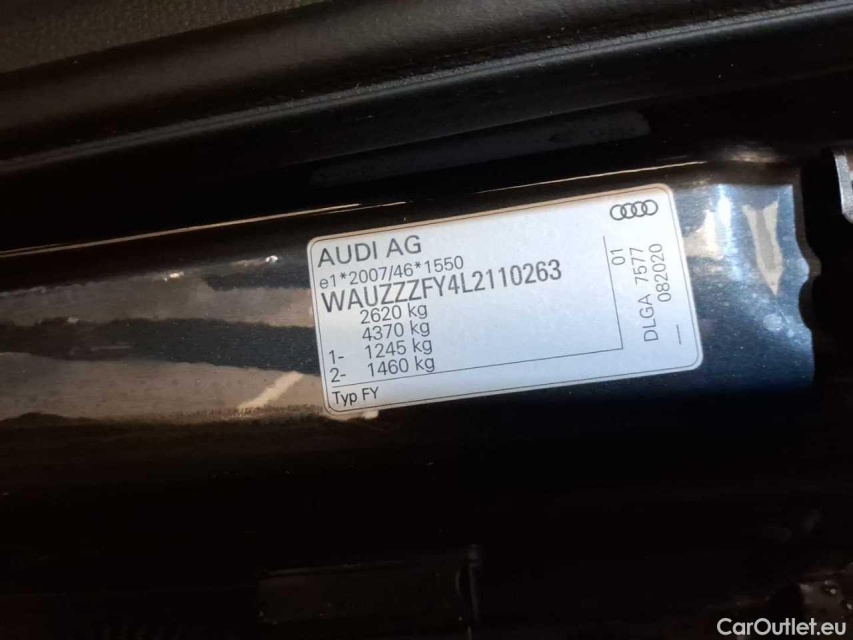 AUDI AG
e1*2007/46*1550
WAUZZZFY4L2110263
2620 kg
4370 kg
1- 1245 kg
2- 1460 kg
Typ FY
01
DLGA 7577
082020
—
CarOutlet.eu